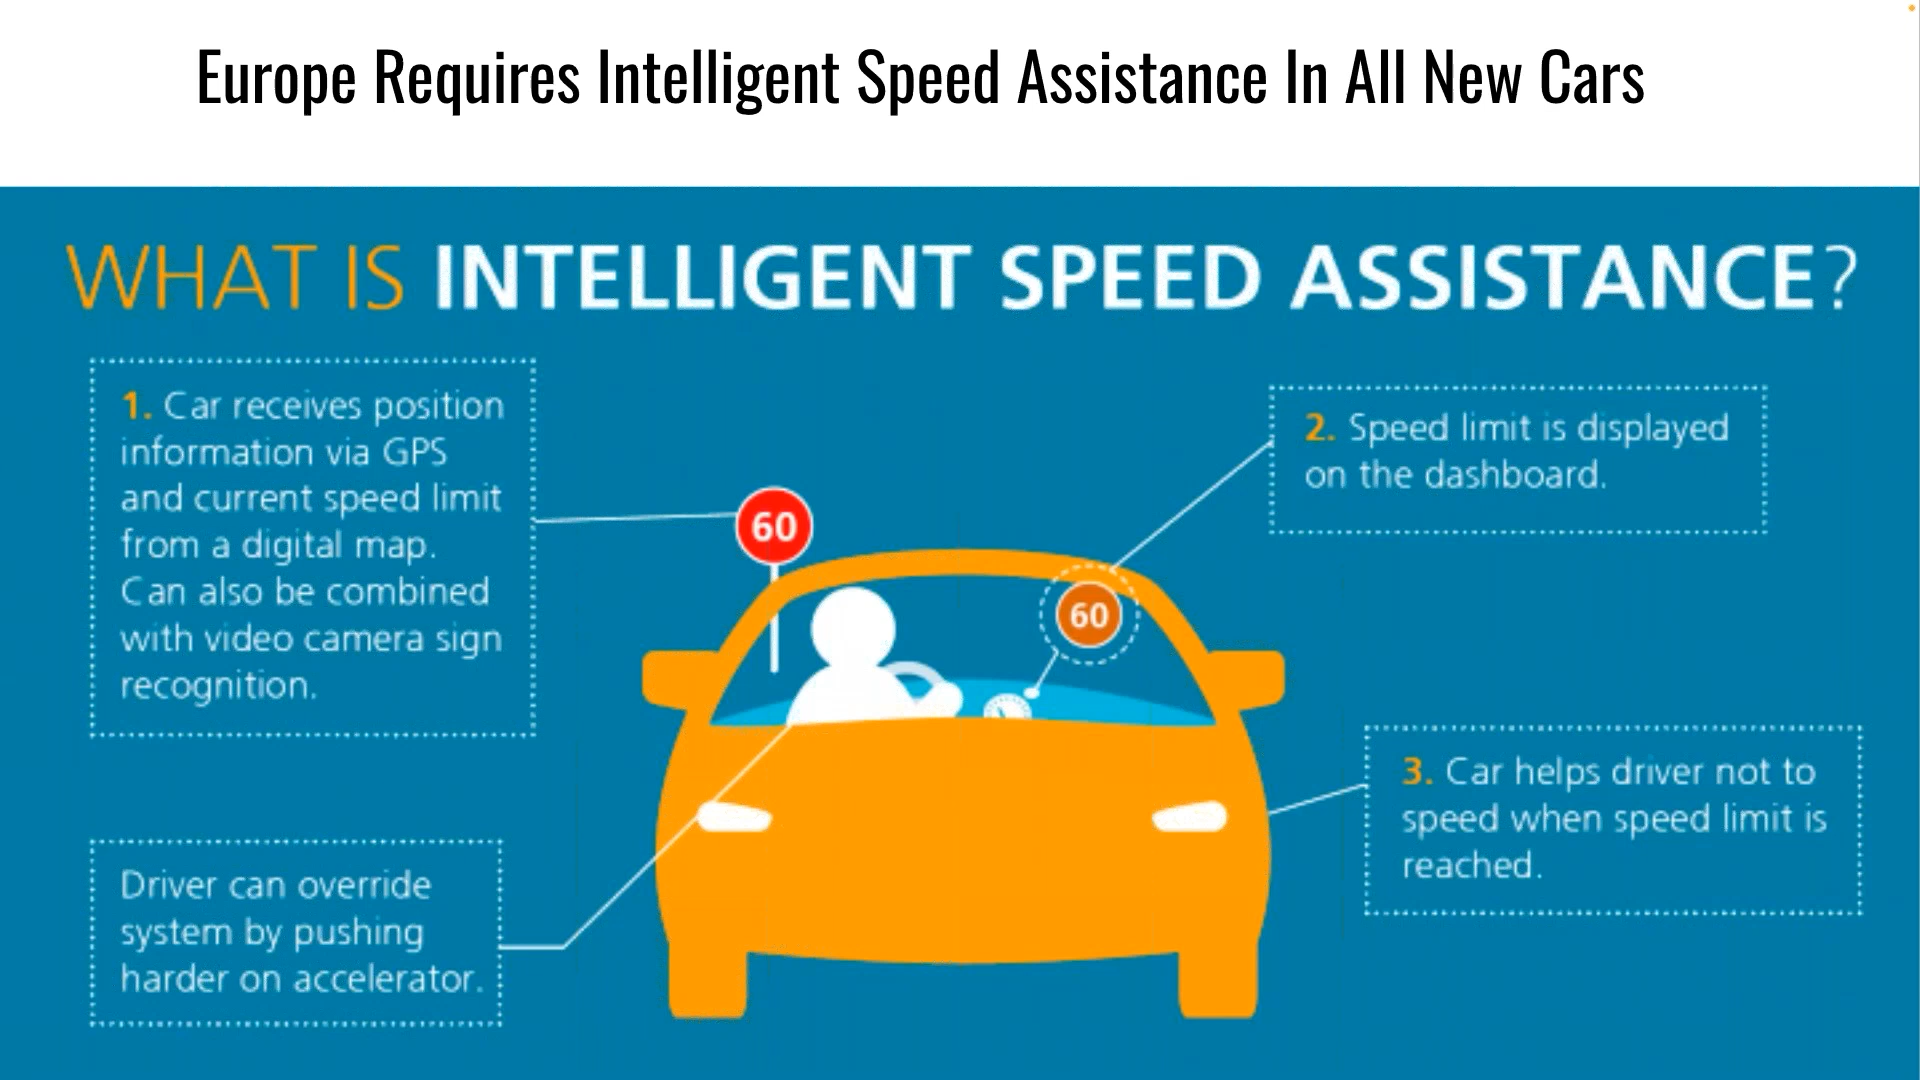 Europe Requires Intelligent Speed Assistance In All New Cars
WHAT IS INTELLIGENT SPEED ASSISTANCE?
1. Car receives position
information via GPS
and current speed limit
from a digital map.
Can also be combined
with video camera sign
recognition.
2. Speed limit is displayed
on the dashboard.
60
60
3. Car helps driver not to
speed when speed limit is
reached.
Driver can override
system by pushing
harder on accelerator.